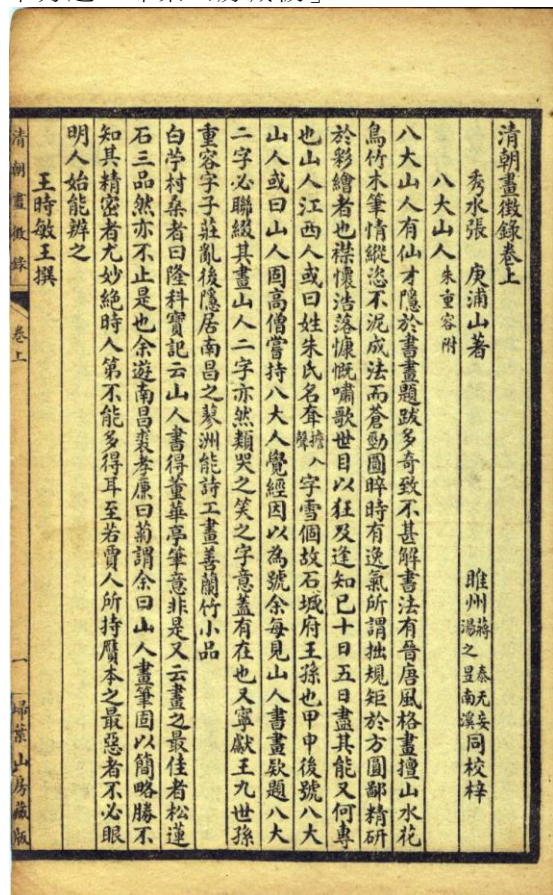 清朝畫徵錄卷上
秀水張 庚浦山著 睢州蔣 泰无妄 湯之昱南溪 同校梓
八大山人 朱重容附
八大山人有仙才隱於書畫題跋多奇致不甚解書法有晉唐風格畫擅山水花
鳥竹木筆情縱恣不泥成法而蒼勁圓晬時有逸氣所謂拙規矩於方圓鄙精研
於彩繪者也襟懷浩落慷慨嘯歌世目以狂及逢知已十日五日盡其能又何專
也山人江西人或曰姓朱氏名耷擔入聲字雪個故石城府王孫也甲申後號八大
山人或曰山人固高僧嘗持八大人覺經因以為號余每見山人書畫款題八大
二字必聯綴其畫山人二字亦然類哭之笑之字意蓋有在也又寧獻王九世孫
重容字子莊亂後隱居南昌之蓼洲能詩工畫善蘭竹小品
白苧村桑者曰隆科寶記云山人書得董華亭筆意非是又云畫之最佳者松蓮
石三品然亦不止是也余遊南昌裘孝廉曰菊謂余曰山人畫筆固以簡略勝不
知其精密者尤妙絕時人第不能多得耳至若賈人所持贋本之最惡者不必眼
明人始能辨之
王時敏王撰
清朝畫徵錄 卷上 一 掃葉山房藏版